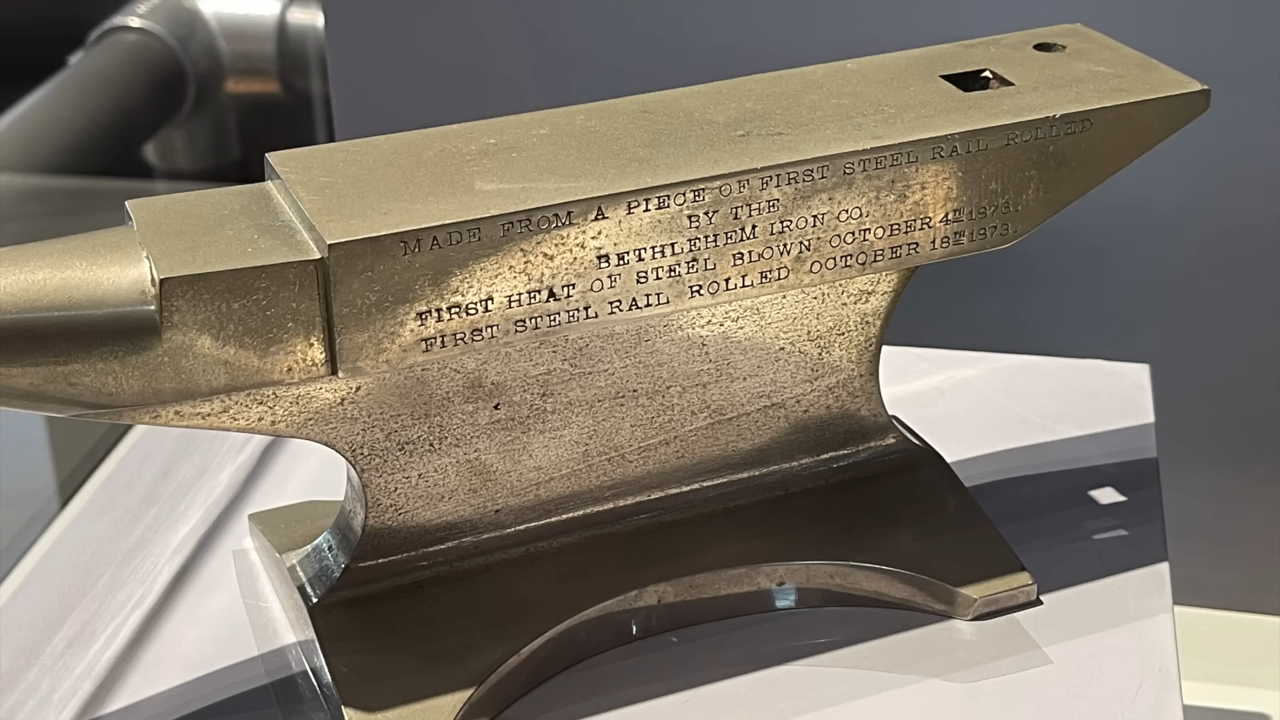 MADE FROM A PIECE OF FIRST STEEL RAIL ROLLED
BY THE
BETHLEHEM IRON CO.
FIRST HEAT OF STEEL BLOWN OCTOBER 4TH 1873.
FIRST STEEL RAIL ROLLED OCTOBER 18TH 1873.